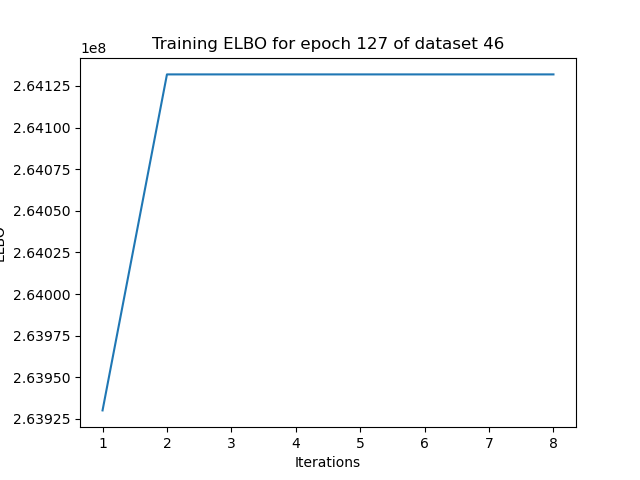 Training ELBO for epoch 127 of dataset 46
1e8
2.64125
2.64100
2.64075
2.64050
2.64025
2.64000
2.63975
2.63950
2.63925
ELBO
1 2 3 4 5 6 7 8
Iterations